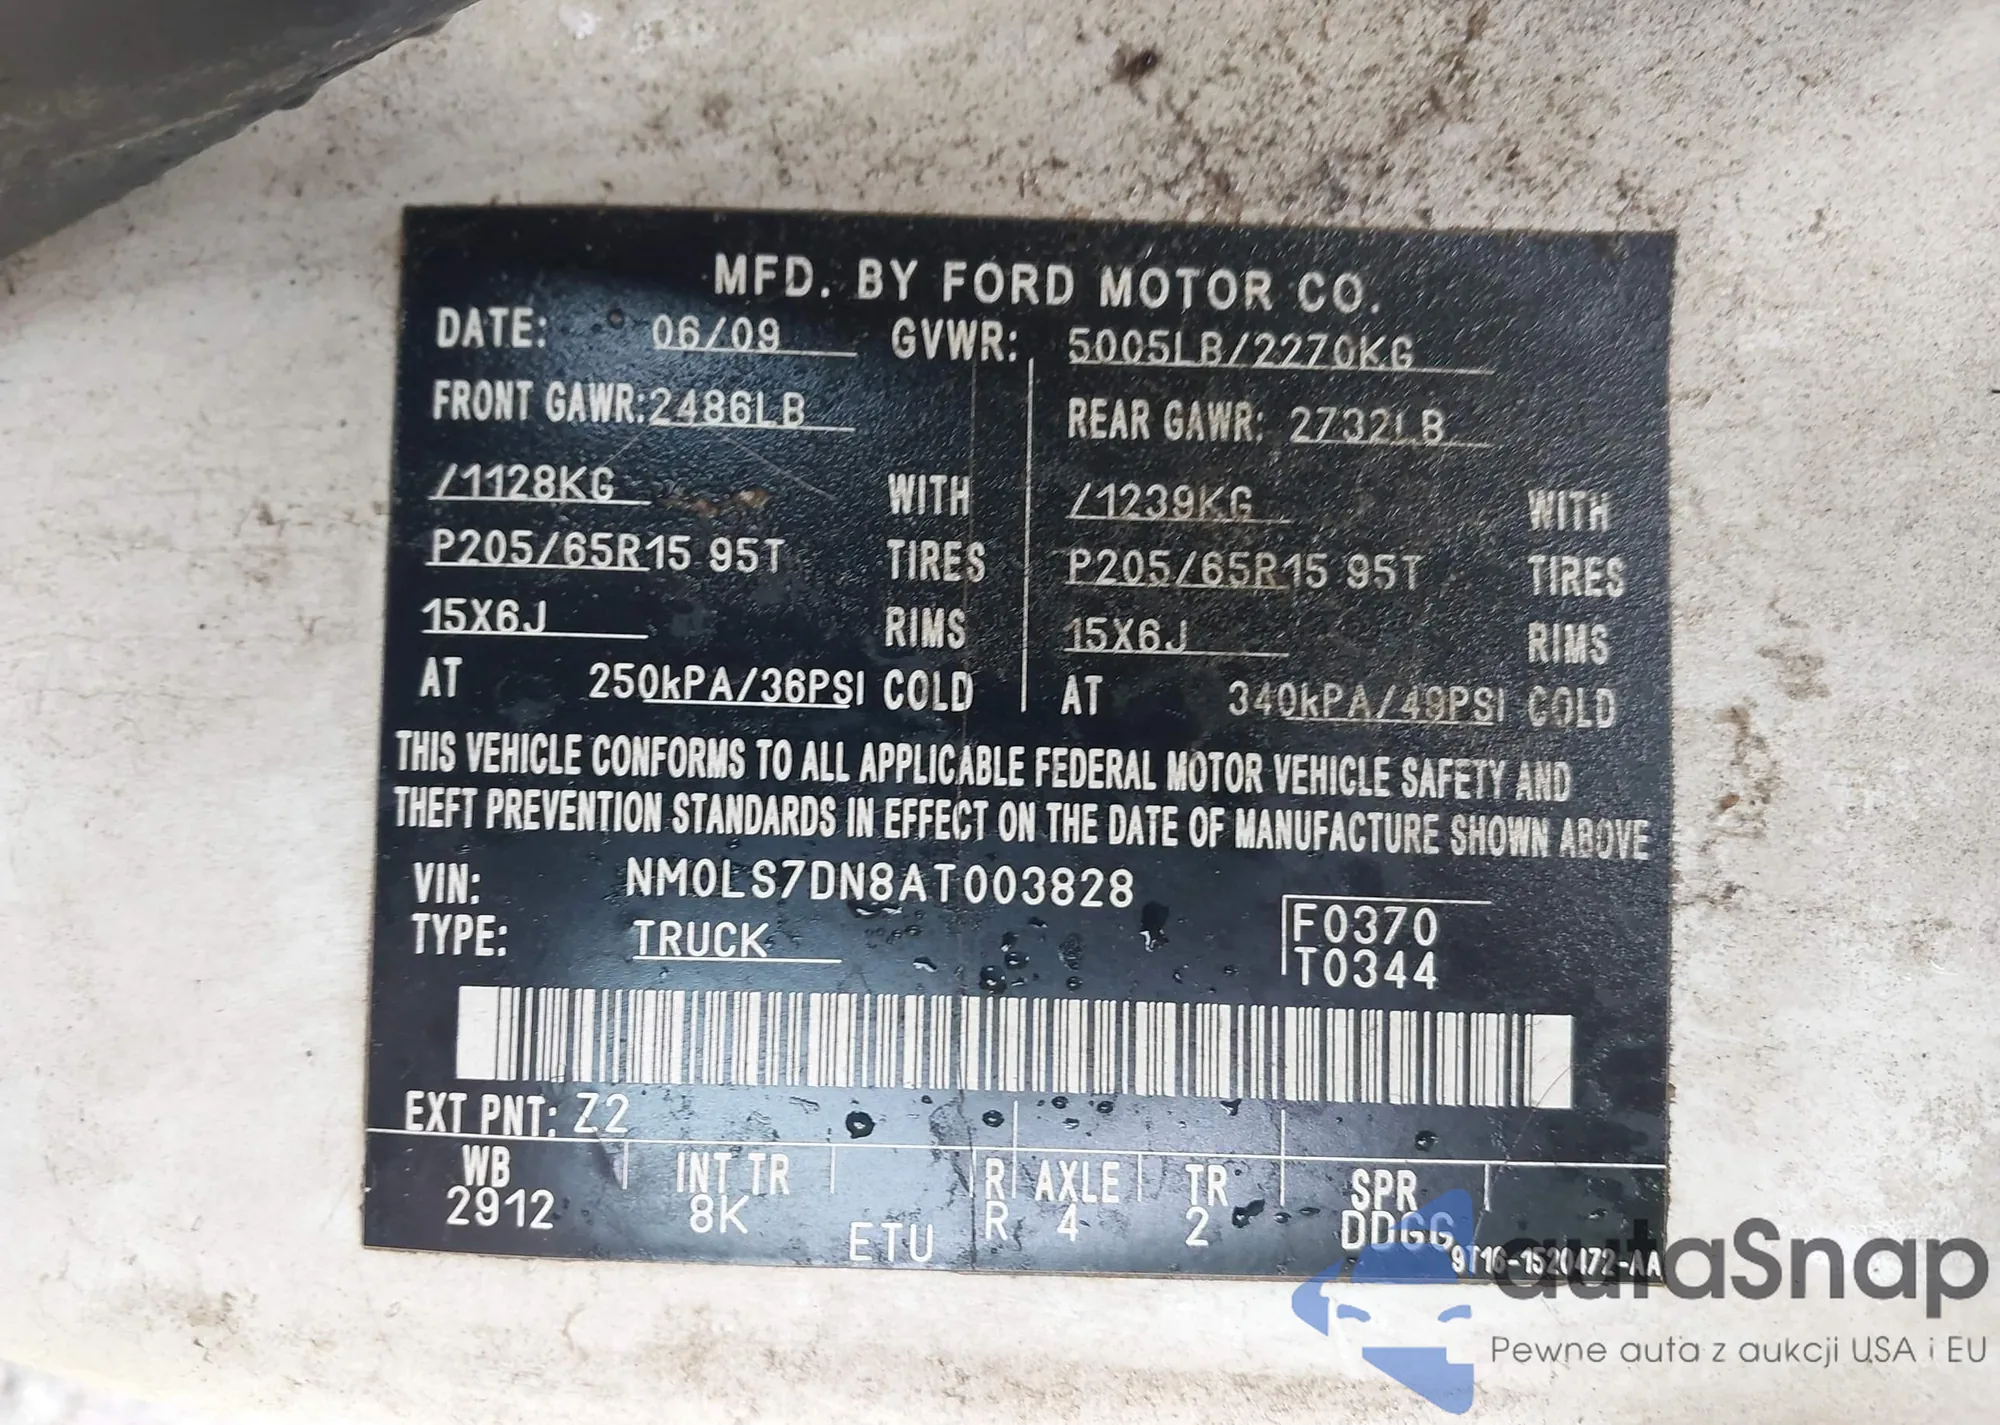 MFD. BY FORD MOTOR CO.
DATE: 06/09 GVWR: 5005LB/2270KG
FRONT GAWR:2486LB REAR GAWR: 2732LB
/1128KG WITH /1239KG WITH
P205/65R15 95T TIRES P205/65R15 95T TIRES
15X6J RIMS 15X6J RIMS
AT 250kPA/36PSI COLD AT 340kPA/49PSI COLD
THIS VEHICLE CONFORMS TO ALL APPLICABLE FEDERAL MOTOR VEHICLE SAFETY AND
THEFT PREVENTION STANDARDS IN EFFECT ON THE DATE OF MANUFACTURE SHOWN ABOVE
VIN: NM0LS7DN8AT003828
TYPE: TRUCK
F0370
T0344
EXT PNT: Z2
WB INT TR R AXLE TR SPR
2912 8K ETU R 4 2 DDGG
9T16-1520472-AA
autaSnap
Pewne auta z aukcji USA i EU